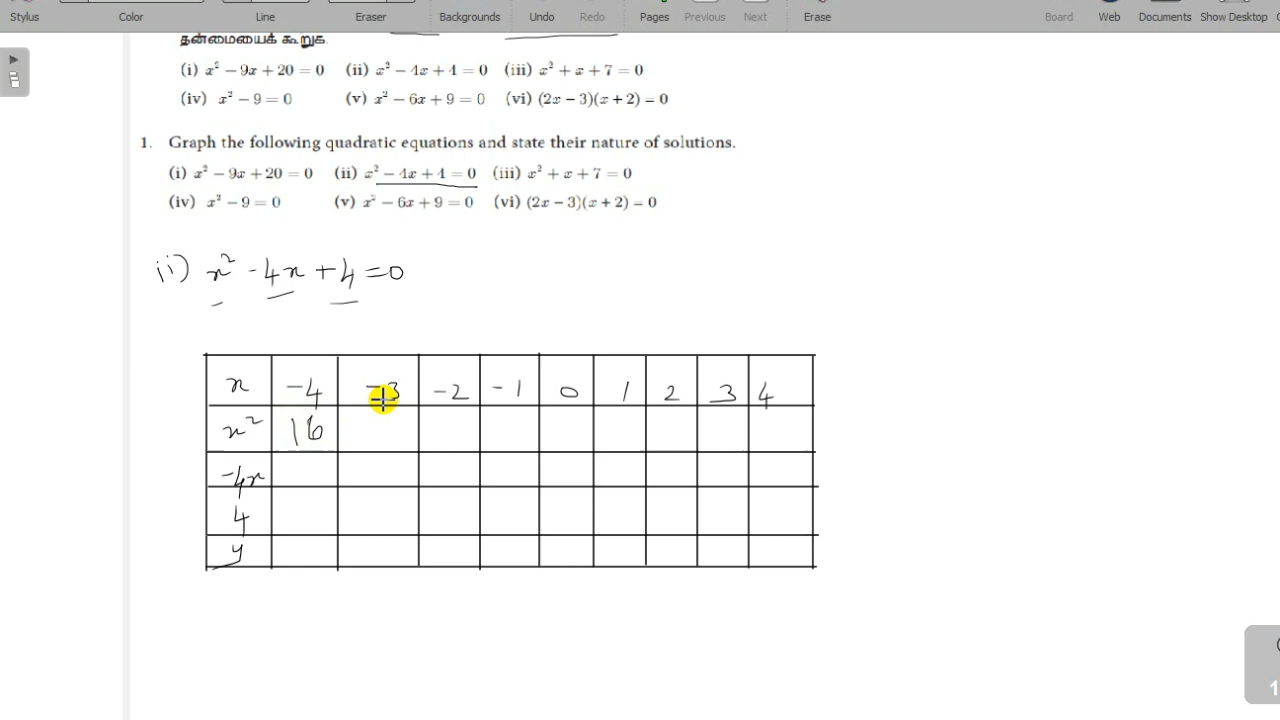 Stylus Color Line Eraser Backgrounds Undo Redo Pages Previous Next Erase Board Web Documents Show Desktop
தன்மையைக் கூறுக.
(i) x² − 9x + 20 = 0 (ii) x² − 4x + 4 = 0 (iii) x² + x + 7 = 0
(iv) x² − 9 = 0 (v) x² − 6x + 9 = 0 (vi) (2x − 3)(x + 2) = 0
1. Graph the following quadratic equations and state their nature of solutions.
(i) x² − 9x + 20 = 0 (ii) x² − 4x + 4 = 0 (iii) x² + x + 7 = 0
(iv) x² − 9 = 0 (v) x² − 6x + 9 = 0 (vi) (2x − 3)(x + 2) = 0
ii) x² -4x +4 =0
x -4 -3 -2 -1 0 1 2 3 4
x² 16
-4x
4
y
1